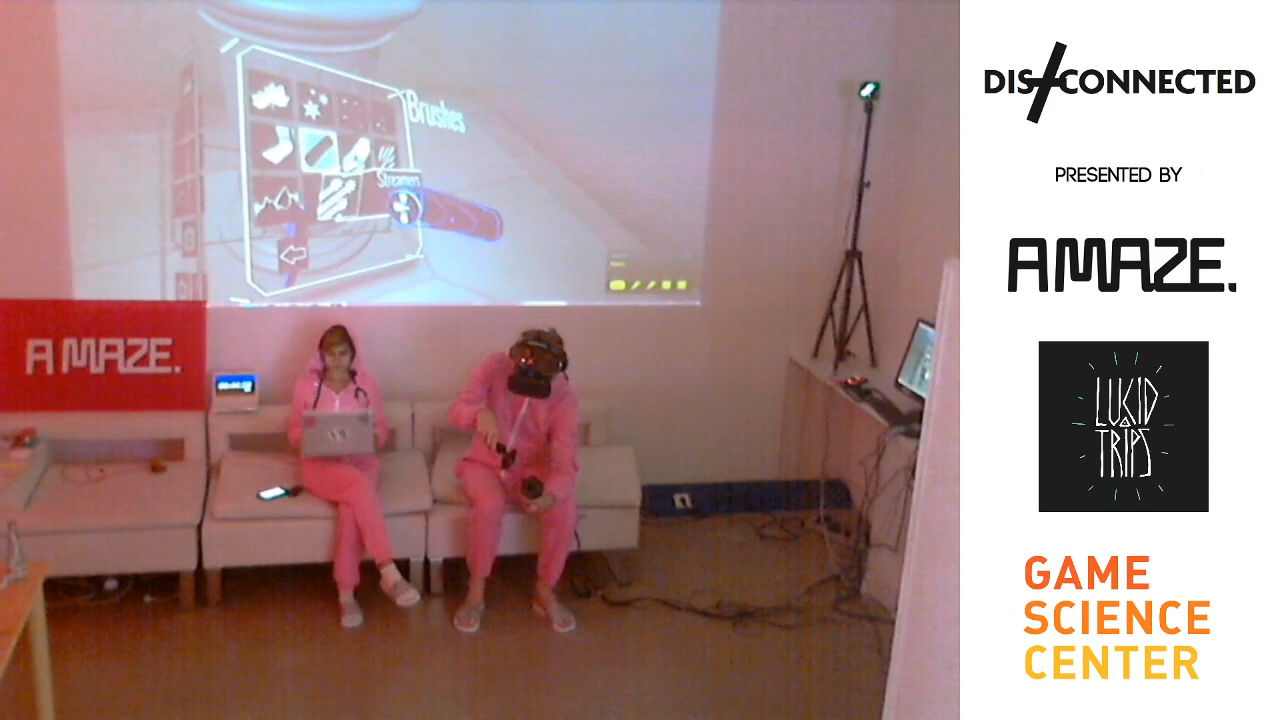 Brushes
Streamers
A MAZE.
DIS/CONNECTED
PRESENTED BY
A MAZE.
LUCID
TRIPS
GAME
SCIENCE
CENTER